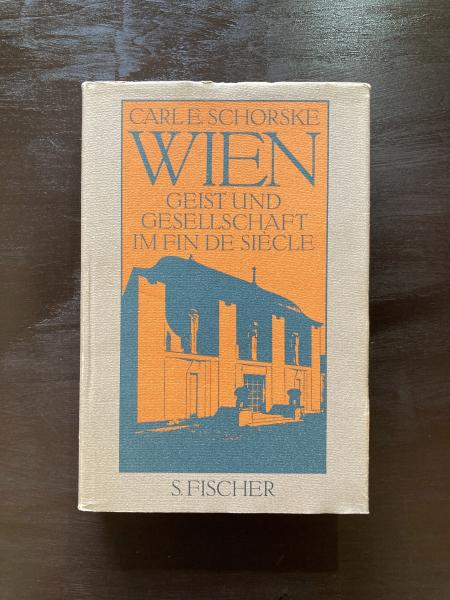 CARL E. SCHORSKE
WIEN
GEIST UND
GESELLSCHAFT
IM FIN DE SIÈCLE
S. FISCHER